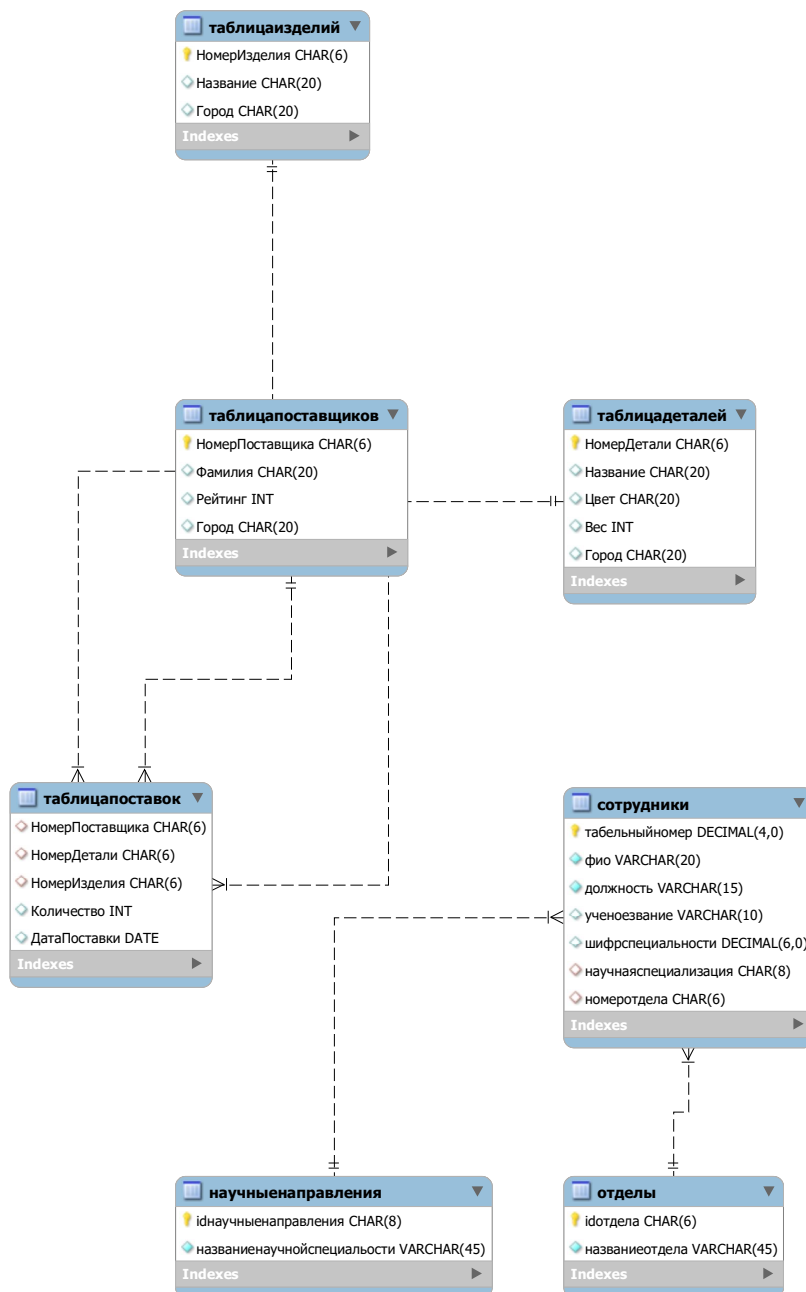 таблицаизделий
НомерИзделия CHAR(6)
Название CHAR(20)
Город CHAR(20)
Indexes
таблицапоставщиков
НомерПоставщика CHAR(6)
Фамилия CHAR(20)
Рейтинг INT
Город CHAR(20)
Indexes
таблицадеталей
НомерДетали CHAR(6)
Название CHAR(20)
Цвет CHAR(20)
Вес INT
Город CHAR(20)
Indexes
таблицапоставок
НомерПоставщика CHAR(6)
НомерДетали CHAR(6)
НомерИзделия CHAR(6)
Количество INT
ДатаПоставки DATE
Indexes
сотрудники
табельныйномер DECIMAL(4,0)
фио VARCHAR(20)
должность VARCHAR(15)
ученоезвание VARCHAR(10)
шифрспециальности DECIMAL(6,0)
научнаяспециализация CHAR(8)
номеротдела CHAR(6)
Indexes
научныенаправления
idнаучныенаправления CHAR(8)
названиенаучнойспециальости VARCHAR(45)
Indexes
отделы
idотдела CHAR(6)
названиеотдела VARCHAR(45)
Indexes